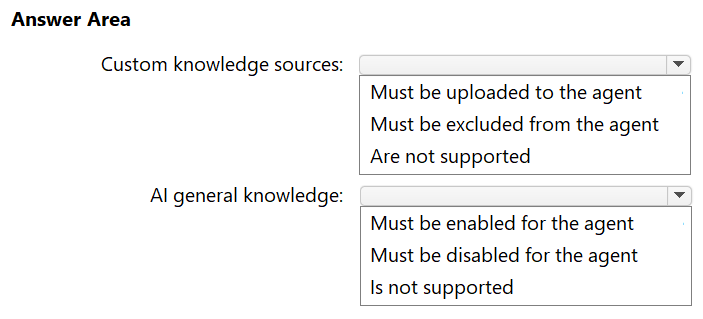 Answer Area
Custom knowledge sources:
Must be uploaded to the agent
Must be excluded from the agent
Are not supported
AI general knowledge:
Must be enabled for the agent
Must be disabled for the agent
Is not supported